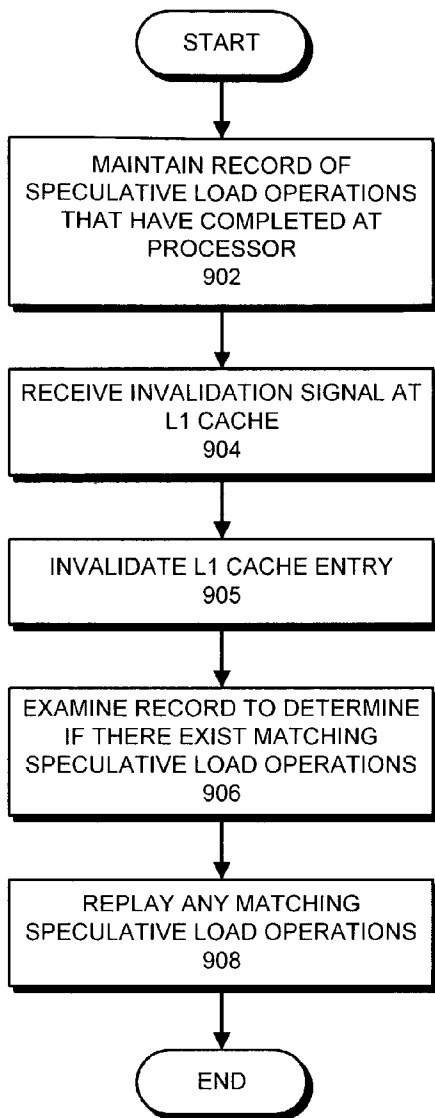 START
MAINTAIN RECORD OF
SPECULATIVE LOAD OPERATIONS
THAT HAVE COMPLETED AT
PROCESSOR
902
RECEIVE INVALIDATION SIGNAL AT
L1 CACHE
904
INVALIDATE L1 CACHE ENTRY
905
EXAMINE RECORD TO DETERMINE
IF THERE EXIST MATCHING
SPECULATIVE LOAD OPERATIONS
906
REPLAY ANY MATCHING
SPECULATIVE LOAD OPERATIONS
908
END